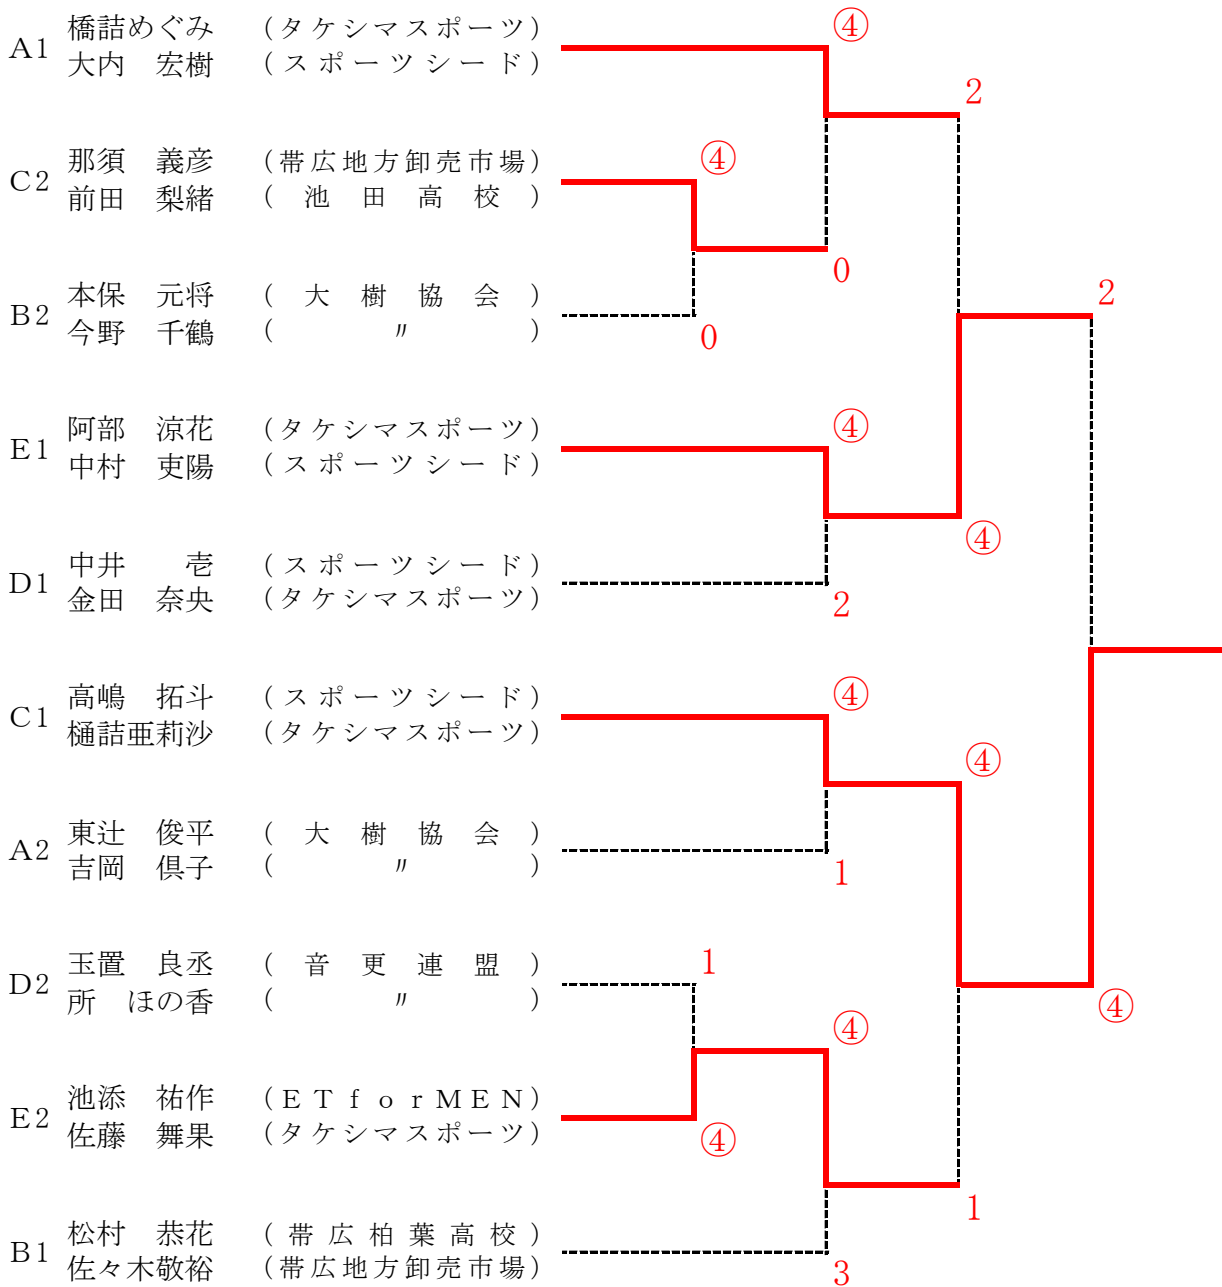 橋詰めぐみ (タケシマスポーツ) ④
A1
大内 宏樹 (スポーツシード)
2
那須 義彦 (帯広地方卸売市場) ④
C2
前田 梨緒 (池田高校)
0
本保 元将 (大樹協会) 2
B2
今野 千鶴 (〃) 0
阿部 涼花 (タケシマスポーツ) ④
E1
中村 吏陽 (スポーツシード)
④
中井 壱 (スポーツシード)
D1
金田 奈央 (タケシマスポーツ) 2
高嶋 拓斗 (スポーツシード) ④
C1
樋詰亜莉沙 (タケシマスポーツ)
④
東辻 俊平 (大樹協会)
A2
吉岡 倶子 (〃) 1
玉置 良丞 (音更連盟) 1
D2
所 ほの香 (〃) ④
④
池添 祐作 (ETforMEN)
E2
佐藤 舞果 (タケシマスポーツ) ④
1
松村 恭花 (帯広柏葉高校)
B1
佐々木敬裕 (帯広地方卸売市場) 3